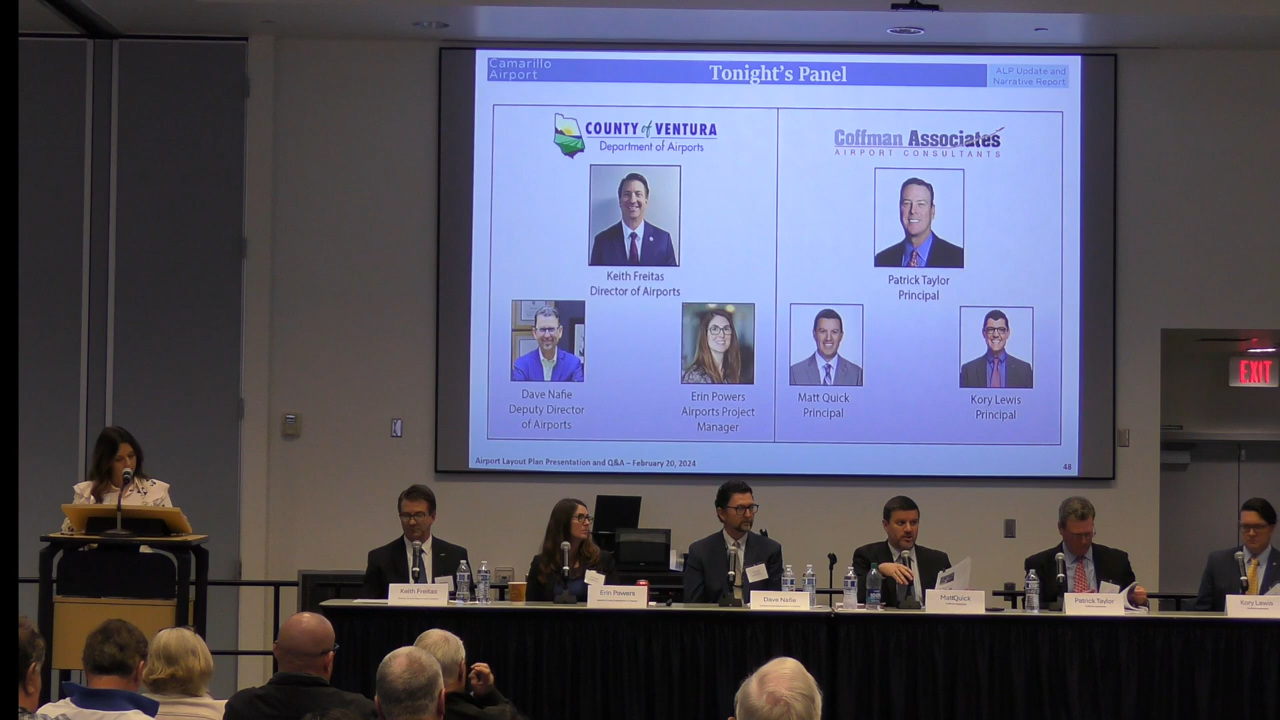 Camarillo
Airport
Tonight's Panel
ALP Update and
Narrative Report
COUNTY of VENTURA
Department of Airports
Coffman Associates
AIRPORT CONSULTANTS
Keith Freitas
Director of Airports
Patrick Taylor
Principal
Dave Nafie
Deputy Director
of Airports
Erin Powers
Airports Project
Manager
Matt Quick
Principal
Kory Lewis
Principal
Airport Layout Plan Presentation and Q&A – February 20, 2024
48
EXIT
Keith Freitas
Erin Powers
Dave Nafie
Matt Quick
Patrick Taylor
Kory Lewis